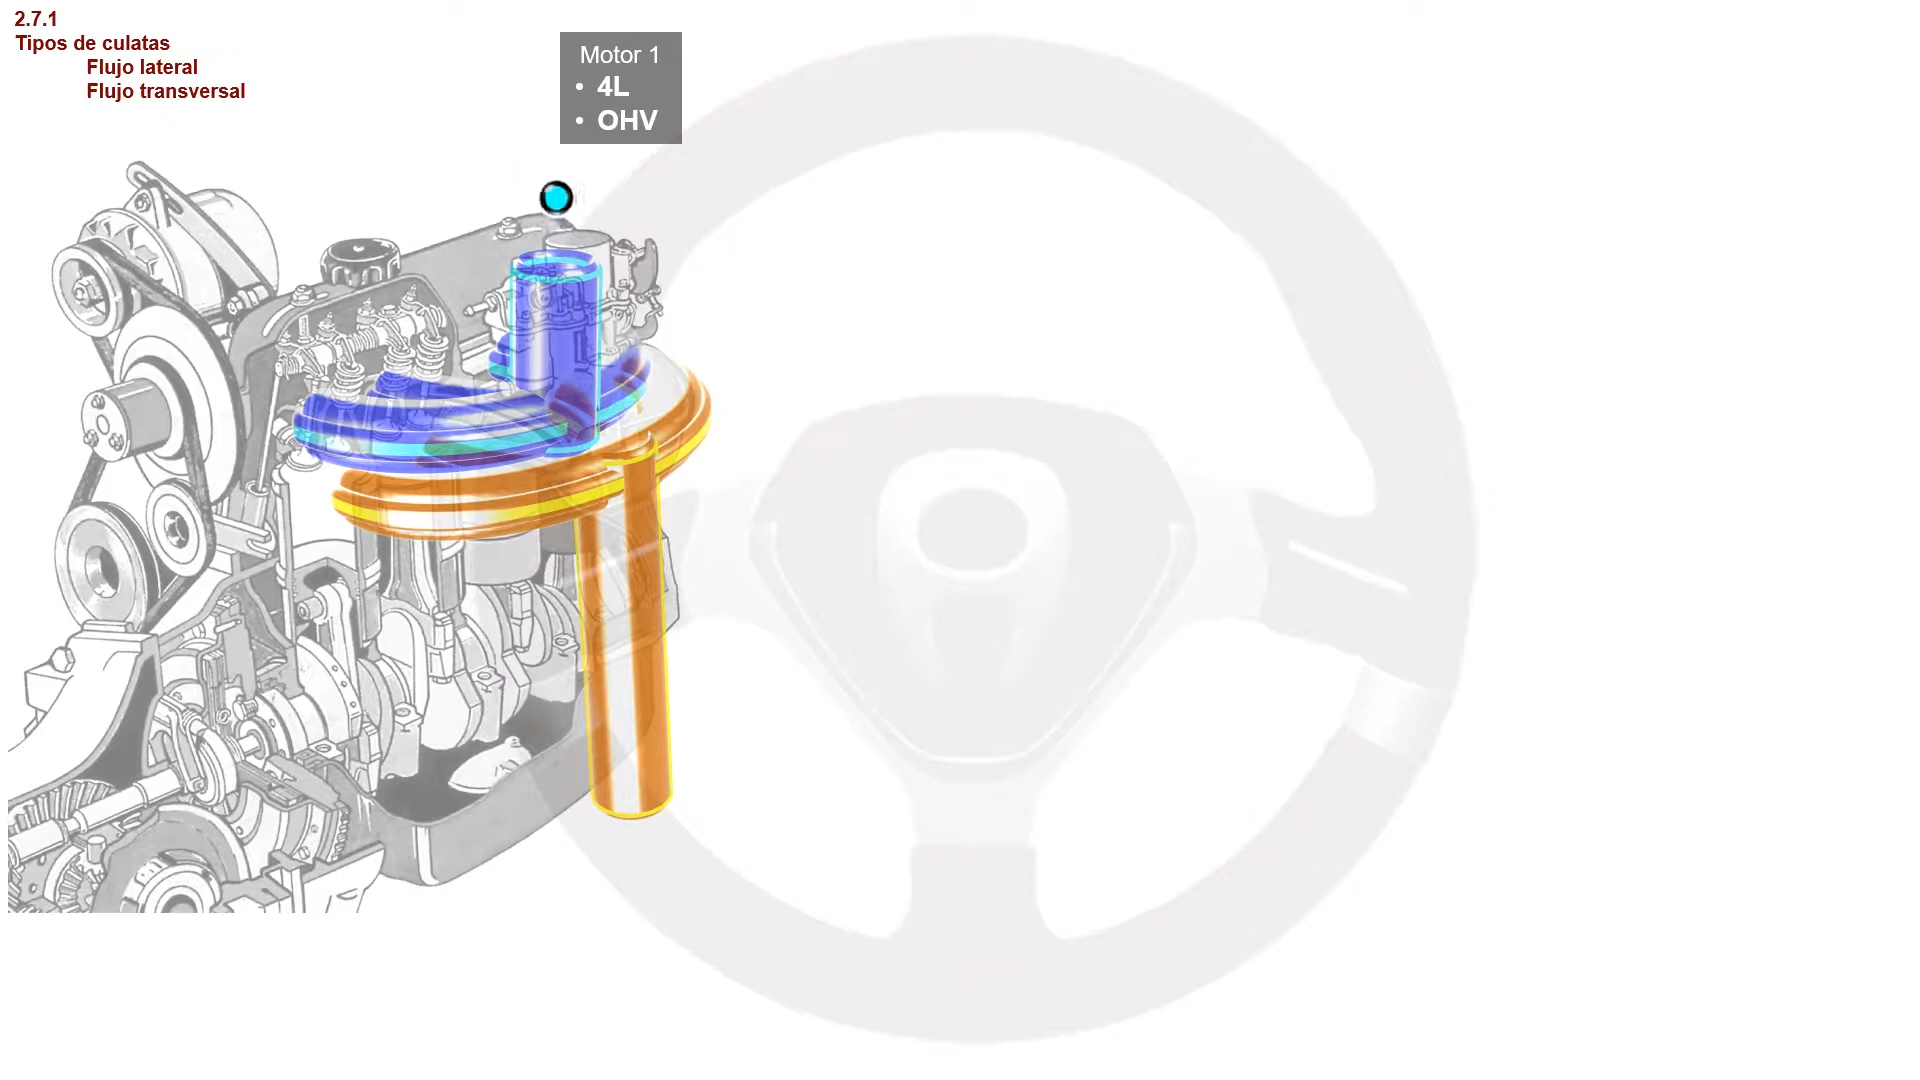 2.7.1
Tipos de culatas
Flujo lateral
Flujo transversal
Motor 1
• 4L
• OHV